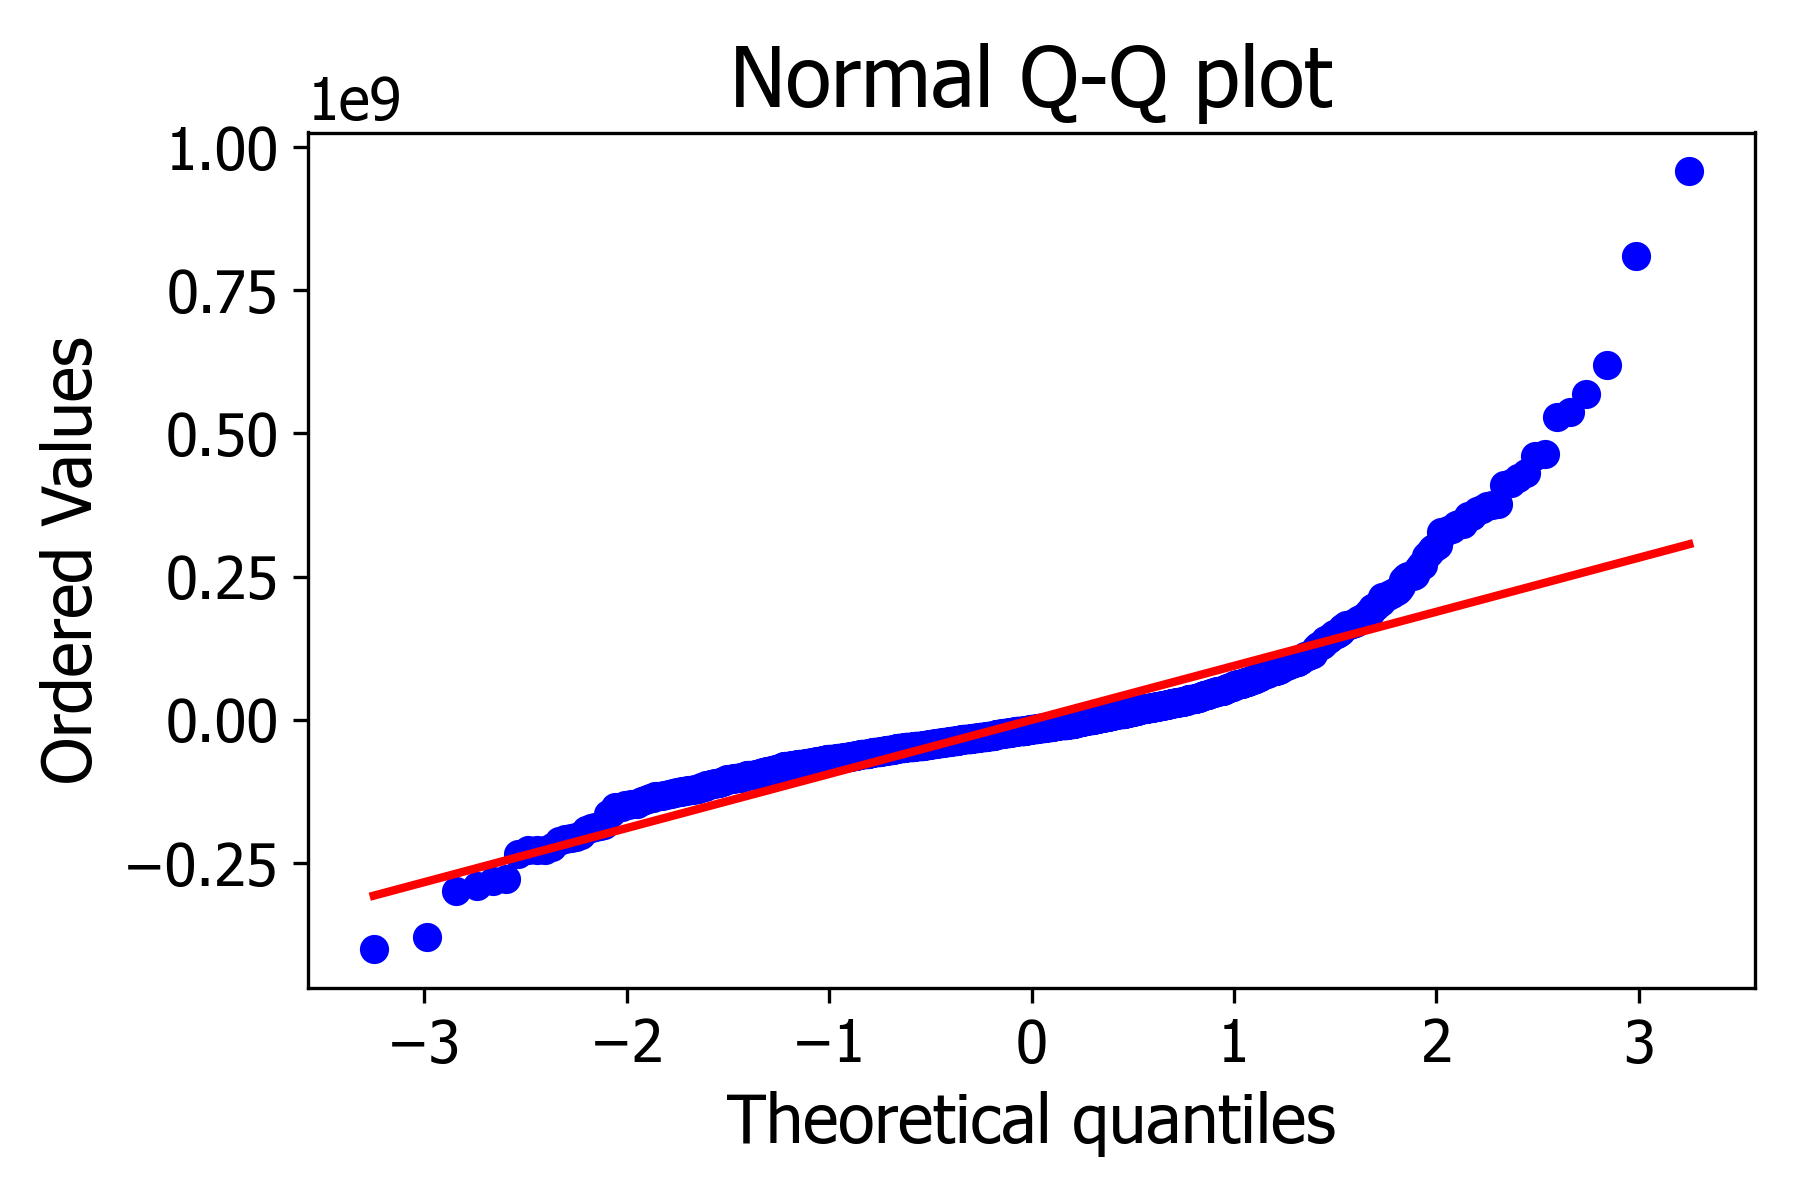 Normal Q-Q plot
1e9
1.00
0.75
0.50
0.25
0.00
−0.25
Ordered Values
−3 −2 −1 0 1 2 3
Theoretical quantiles